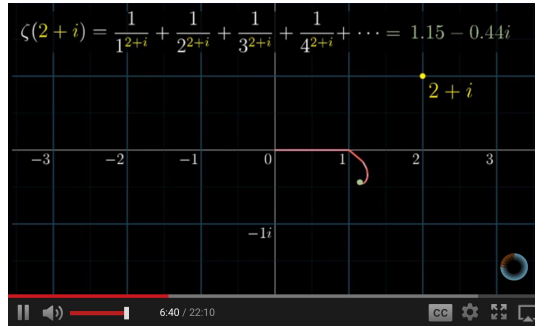 ζ(2 + i) = 1/1^{2+i} + 1/2^{2+i} + 1/3^{2+i} + 1/4^{2+i} + ⋯ = 1.15 − 0.44i
2 + i
−3 −2 −1 0 1 2 3
−1i
6:40 / 22:10 CC